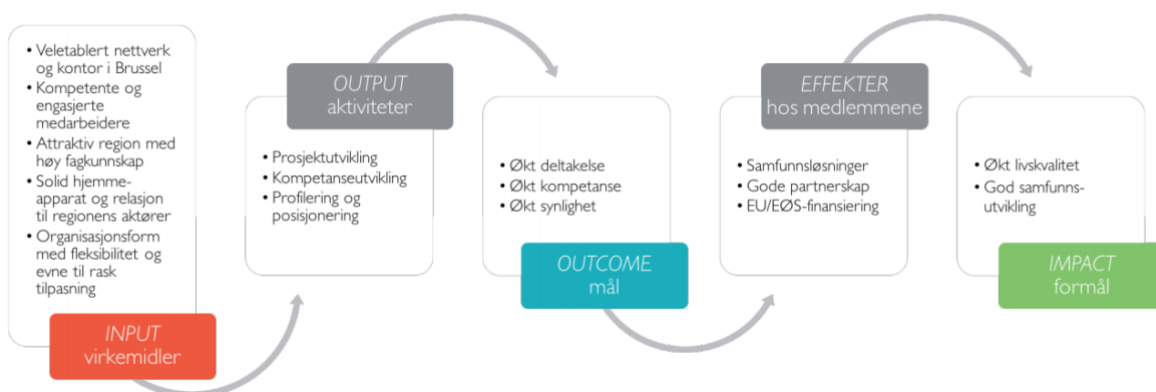 • Veletablert nettverk
og kontor i Brussel
• Kompetente og
engasjerte
medarbeidere
• Attraktiv region med
høy fagkunnskap
• Solid hjemme-
apparat og relasjon
til regionens aktører
• Organisasjonsform
med fleksibilitet og
evne til rask
tilpasning
INPUT
virkemidler
OUTPUT
aktiviteter
• Prosjektutvikling
• Kompetanseutvikling
• Profilering og
posisjonering
• Økt deltakelse
• Økt kompetanse
• Økt synlighet
OUTCOME
mål
EFFEKTER
hos medlemmene
• Samfunnsløsninger
• Gode partnerskap
• EU/EØS-finansiering
• Økt livskvalitet
• God samfunns-
utvikling
IMPACT
formål